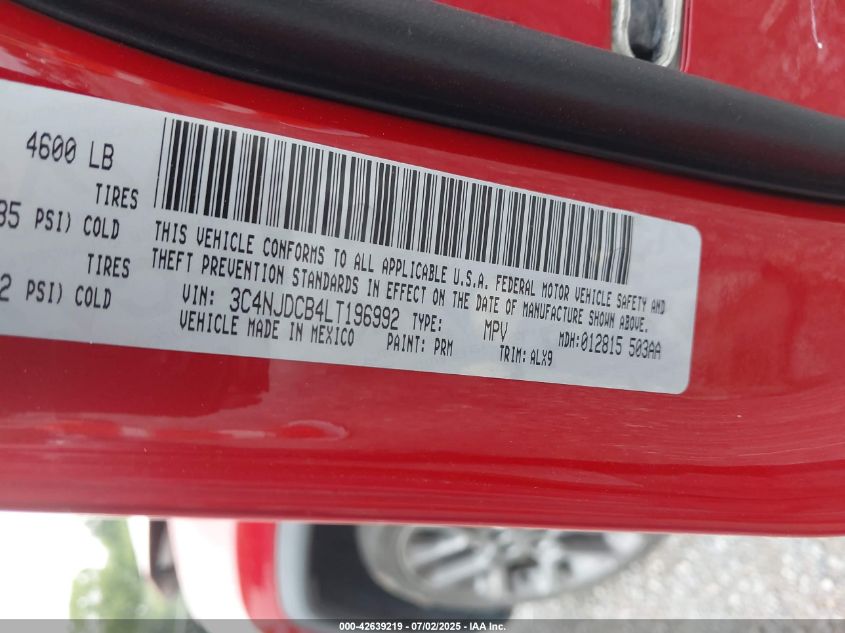 4600 LB
TIRES
35 PSI) COLD
TIRES
2 PSI) COLD
THIS VEHICLE CONFORMS TO ALL APPLICABLE U.S.A. FEDERAL MOTOR VEHICLE SAFETY AND
THEFT PREVENTION STANDARDS IN EFFECT ON THE DATE OF MANUFACTURE SHOWN ABOVE.
VIN: 3C4NJDCB4LT196992 TYPE: MPV MDH:012815 503AA
VEHICLE MADE IN MEXICO PAINT: PRM TRIM: ALX9
000-42639219 - 07/02/2025 - IAA Inc.